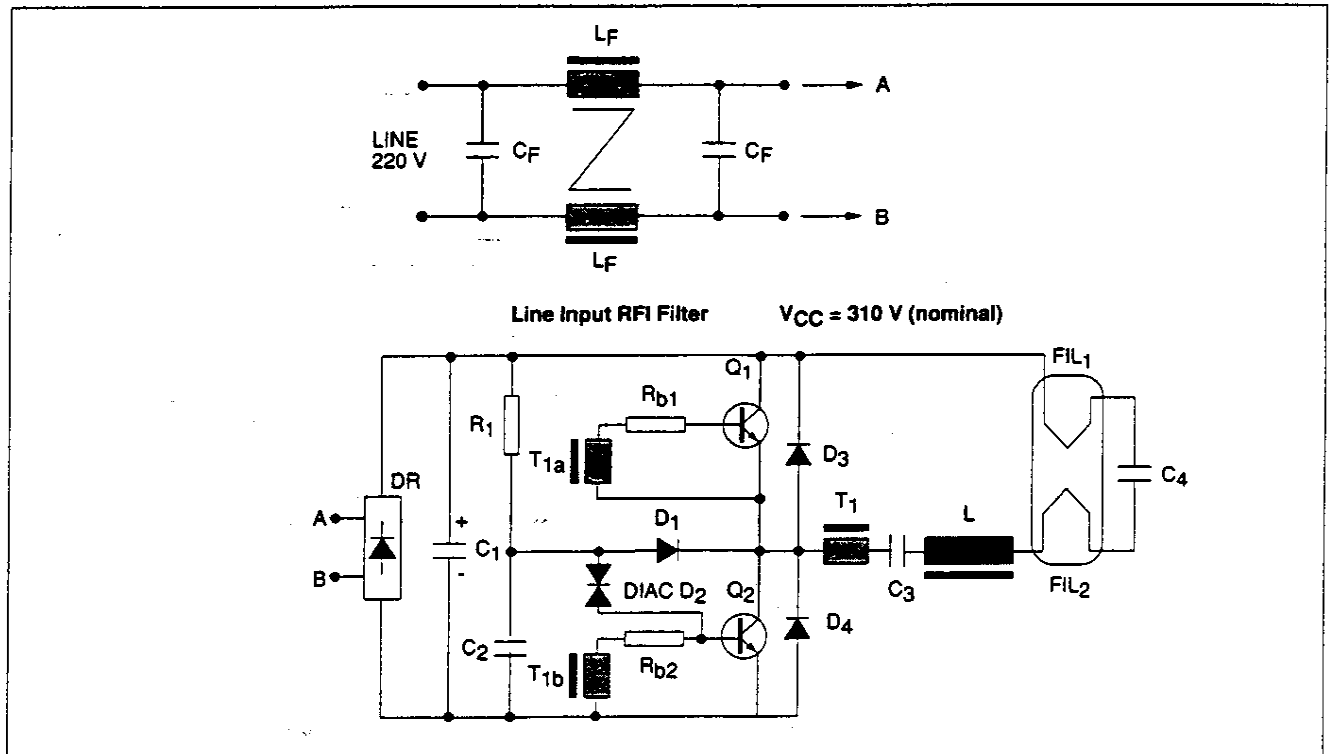 LF
LINE
220 V
CF
CF
A
B
LF
Line Input RFI Filter
VCC = 310 V (nominal)
FIL1
Q1
Rb1
R1
T1a
D3
DR
C4
T1
L
A
+
D1
C1
B
-
DIAC D2
Q2
C3
FIL2
D4
C2
Rb2
T1b